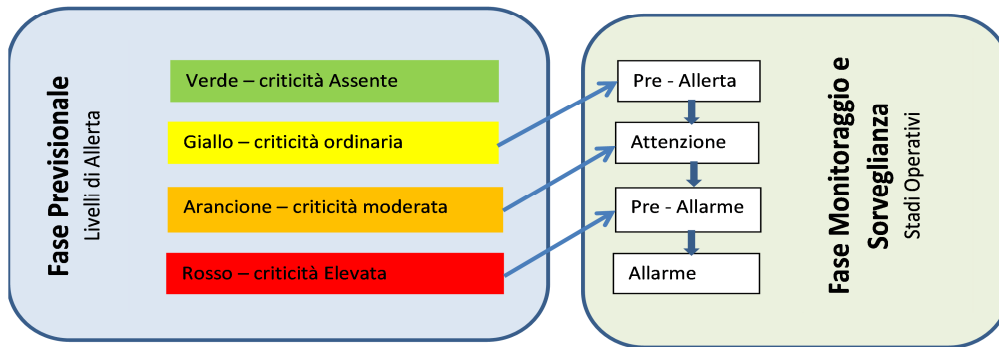 Fase Previsionale
Livelli di Allerta
Verde – criticità Assente
Giallo – criticità ordinaria
Arancione – criticità moderata
Rosso – criticità Elevata
Pre - Allerta
Attenzione
Pre - Allarme
Allarme
Fase Monitoraggio e
Sorveglianza
Stadi Operativi